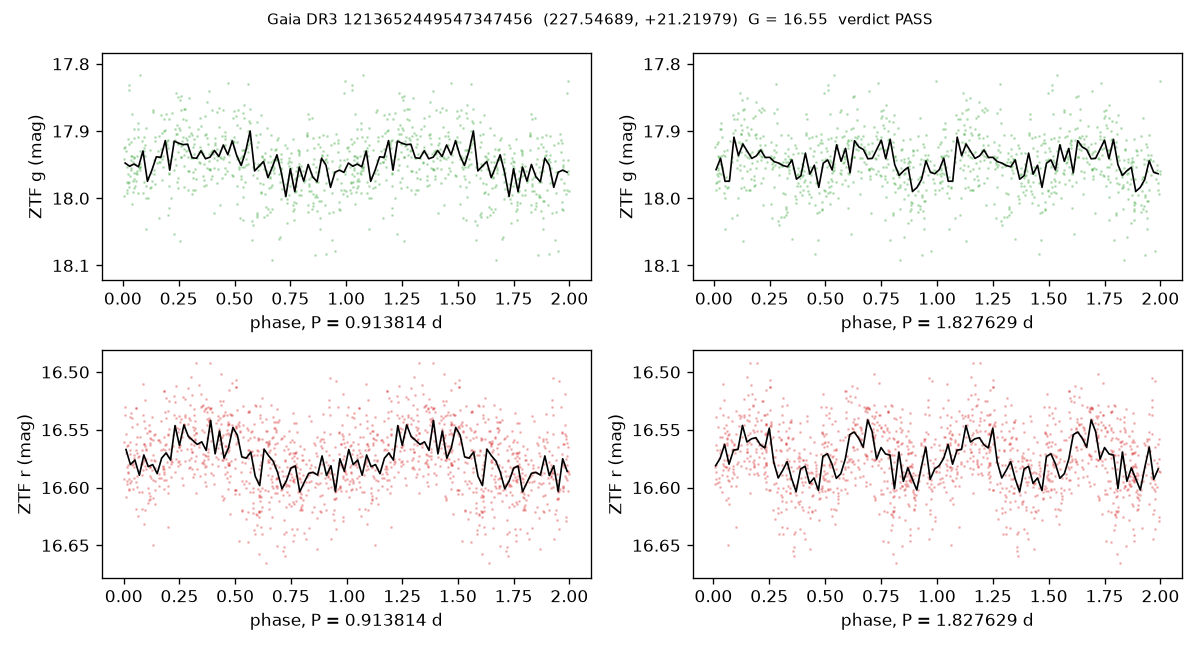 Gaia DR3 1213652449547347456 (227.54689, +21.21979) G = 16.55 verdict PASS
ZTF g (mag)
17.8
17.9
18.0
18.1
0.00 0.25 0.50 0.75 1.00 1.25 1.50 1.75 2.00
phase, P = 0.913814 d
ZTF g (mag)
17.8
17.9
18.0
18.1
0.00 0.25 0.50 0.75 1.00 1.25 1.50 1.75 2.00
phase, P = 1.827629 d
ZTF r (mag)
16.50
16.55
16.60
16.65
0.00 0.25 0.50 0.75 1.00 1.25 1.50 1.75 2.00
phase, P = 0.913814 d
ZTF r (mag)
16.50
16.55
16.60
16.65
0.00 0.25 0.50 0.75 1.00 1.25 1.50 1.75 2.00
phase, P = 1.827629 d